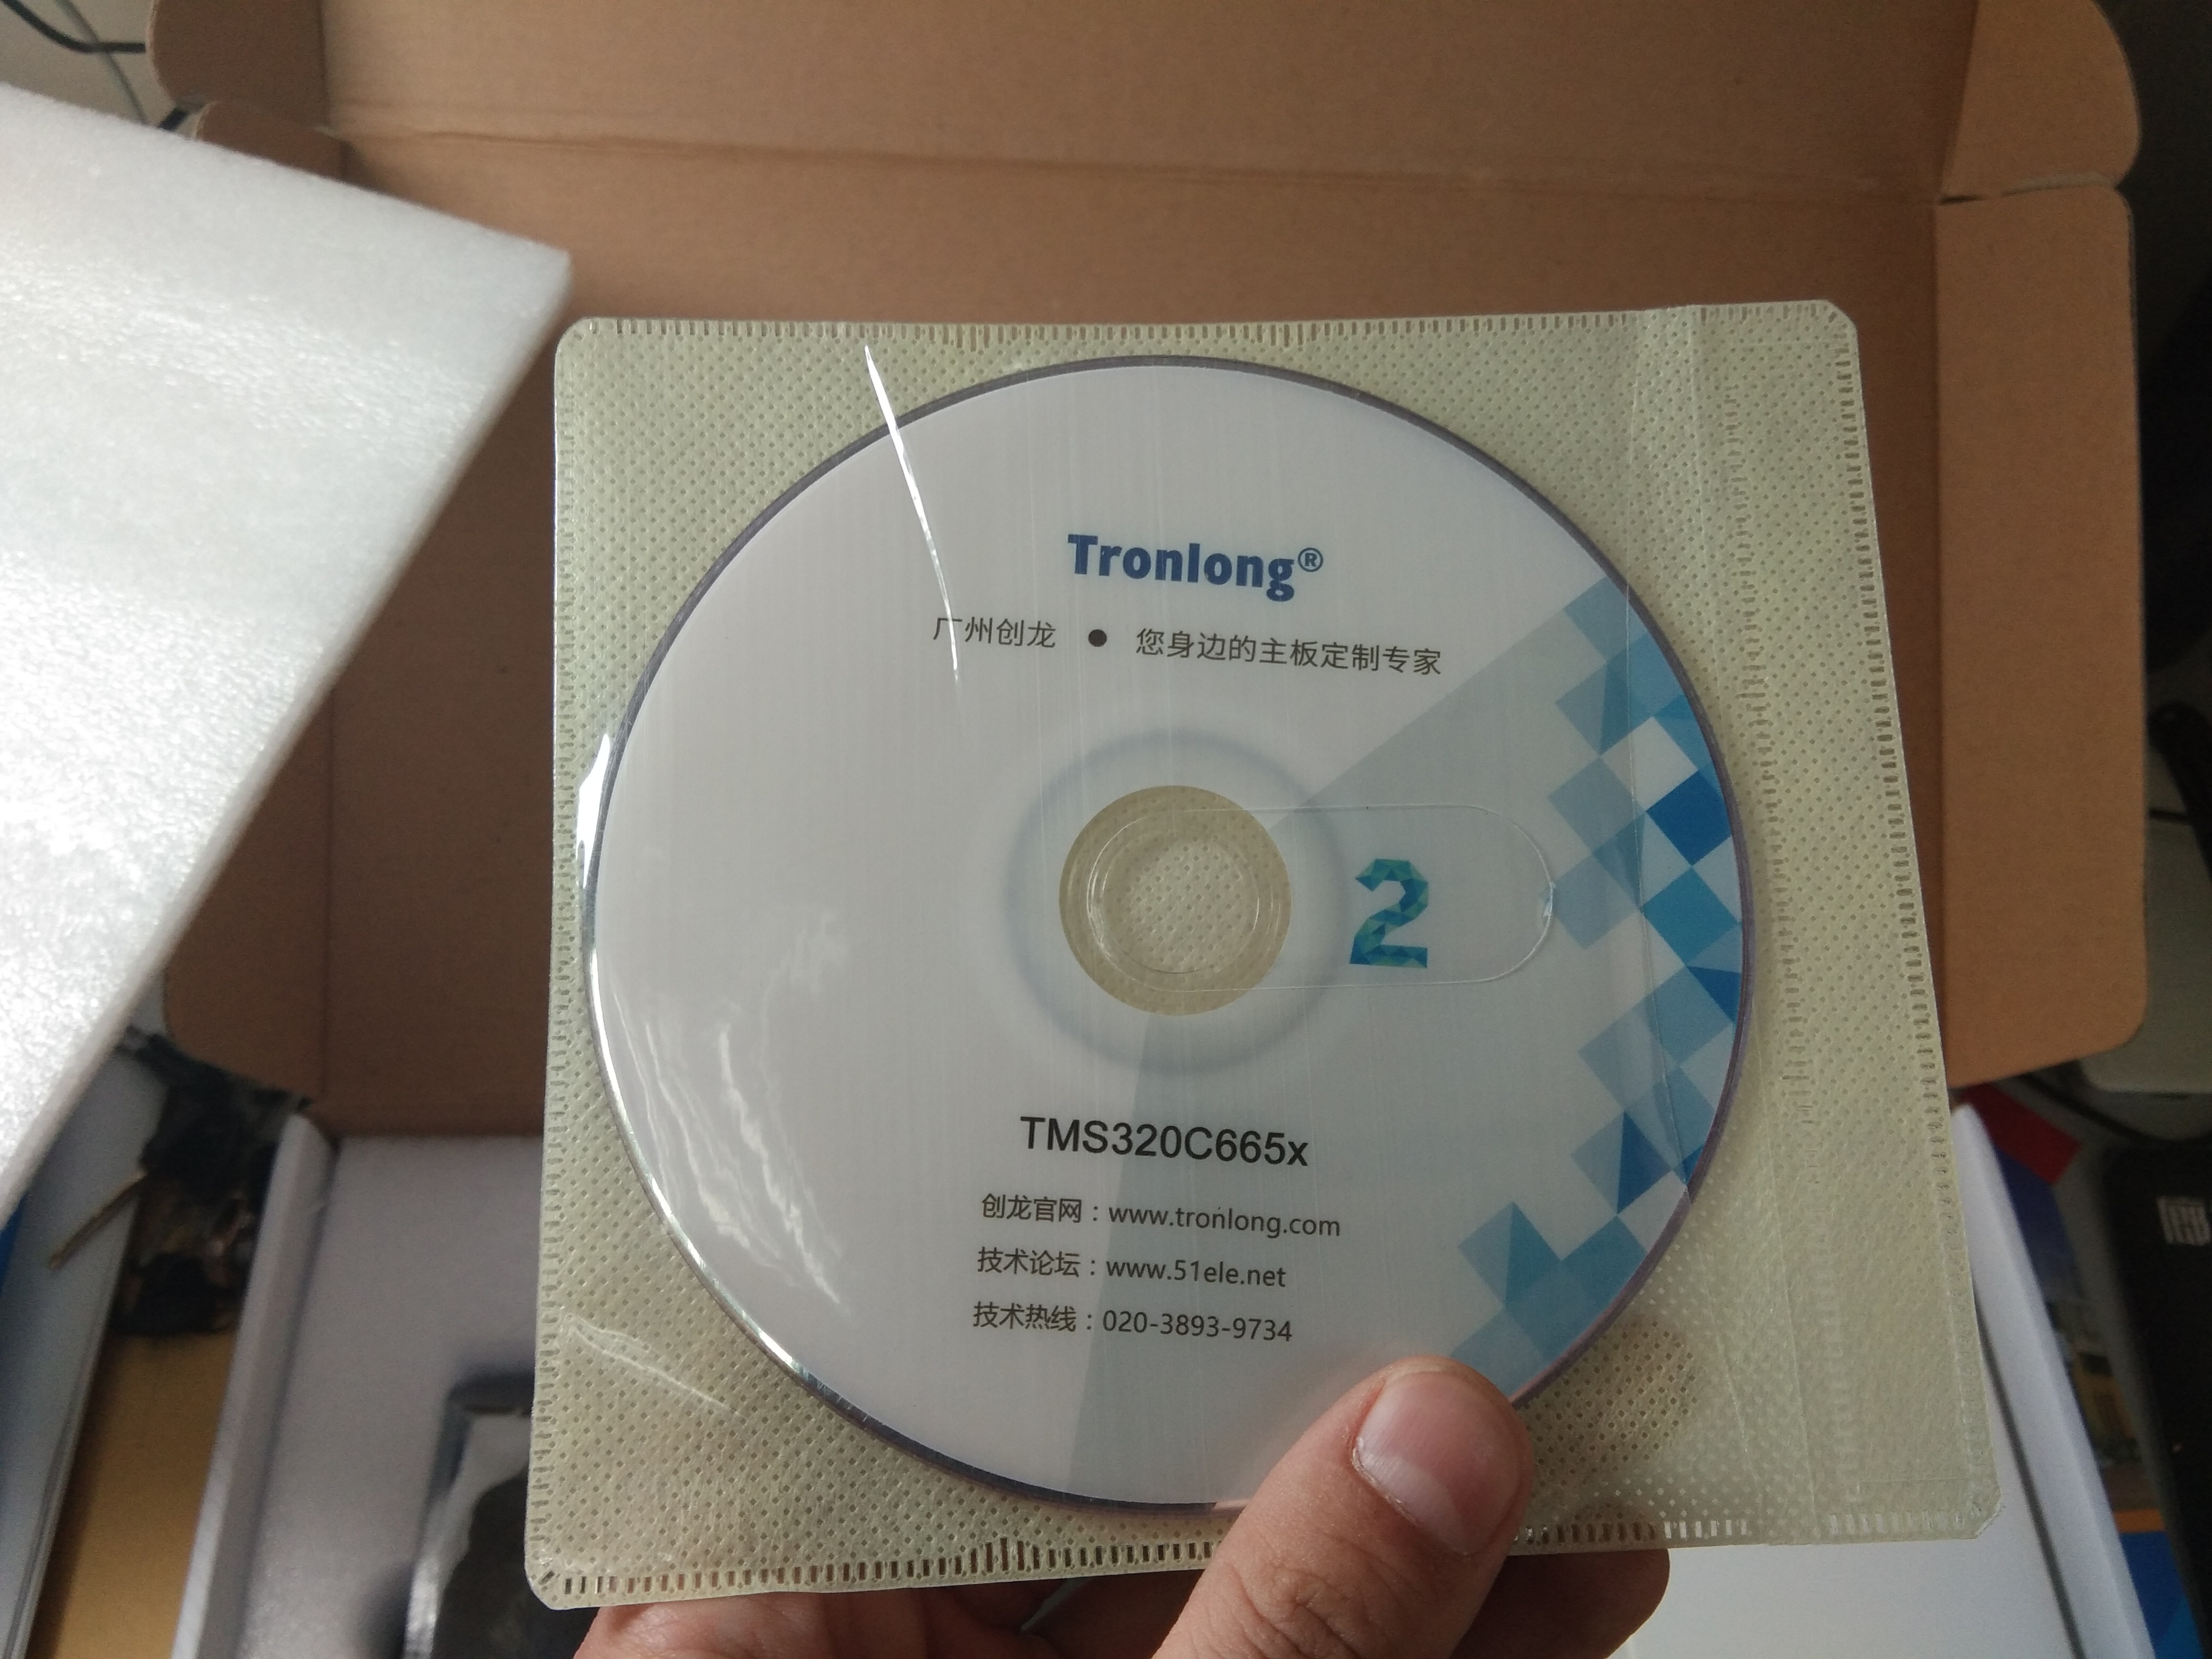 Tronlong®
广州创龙 ● 您身边的主板定制专家
2
TMS320C665x
创龙官网：www.tronlong.com
技术论坛：www.51ele.net
技术热线：020-3893-9734